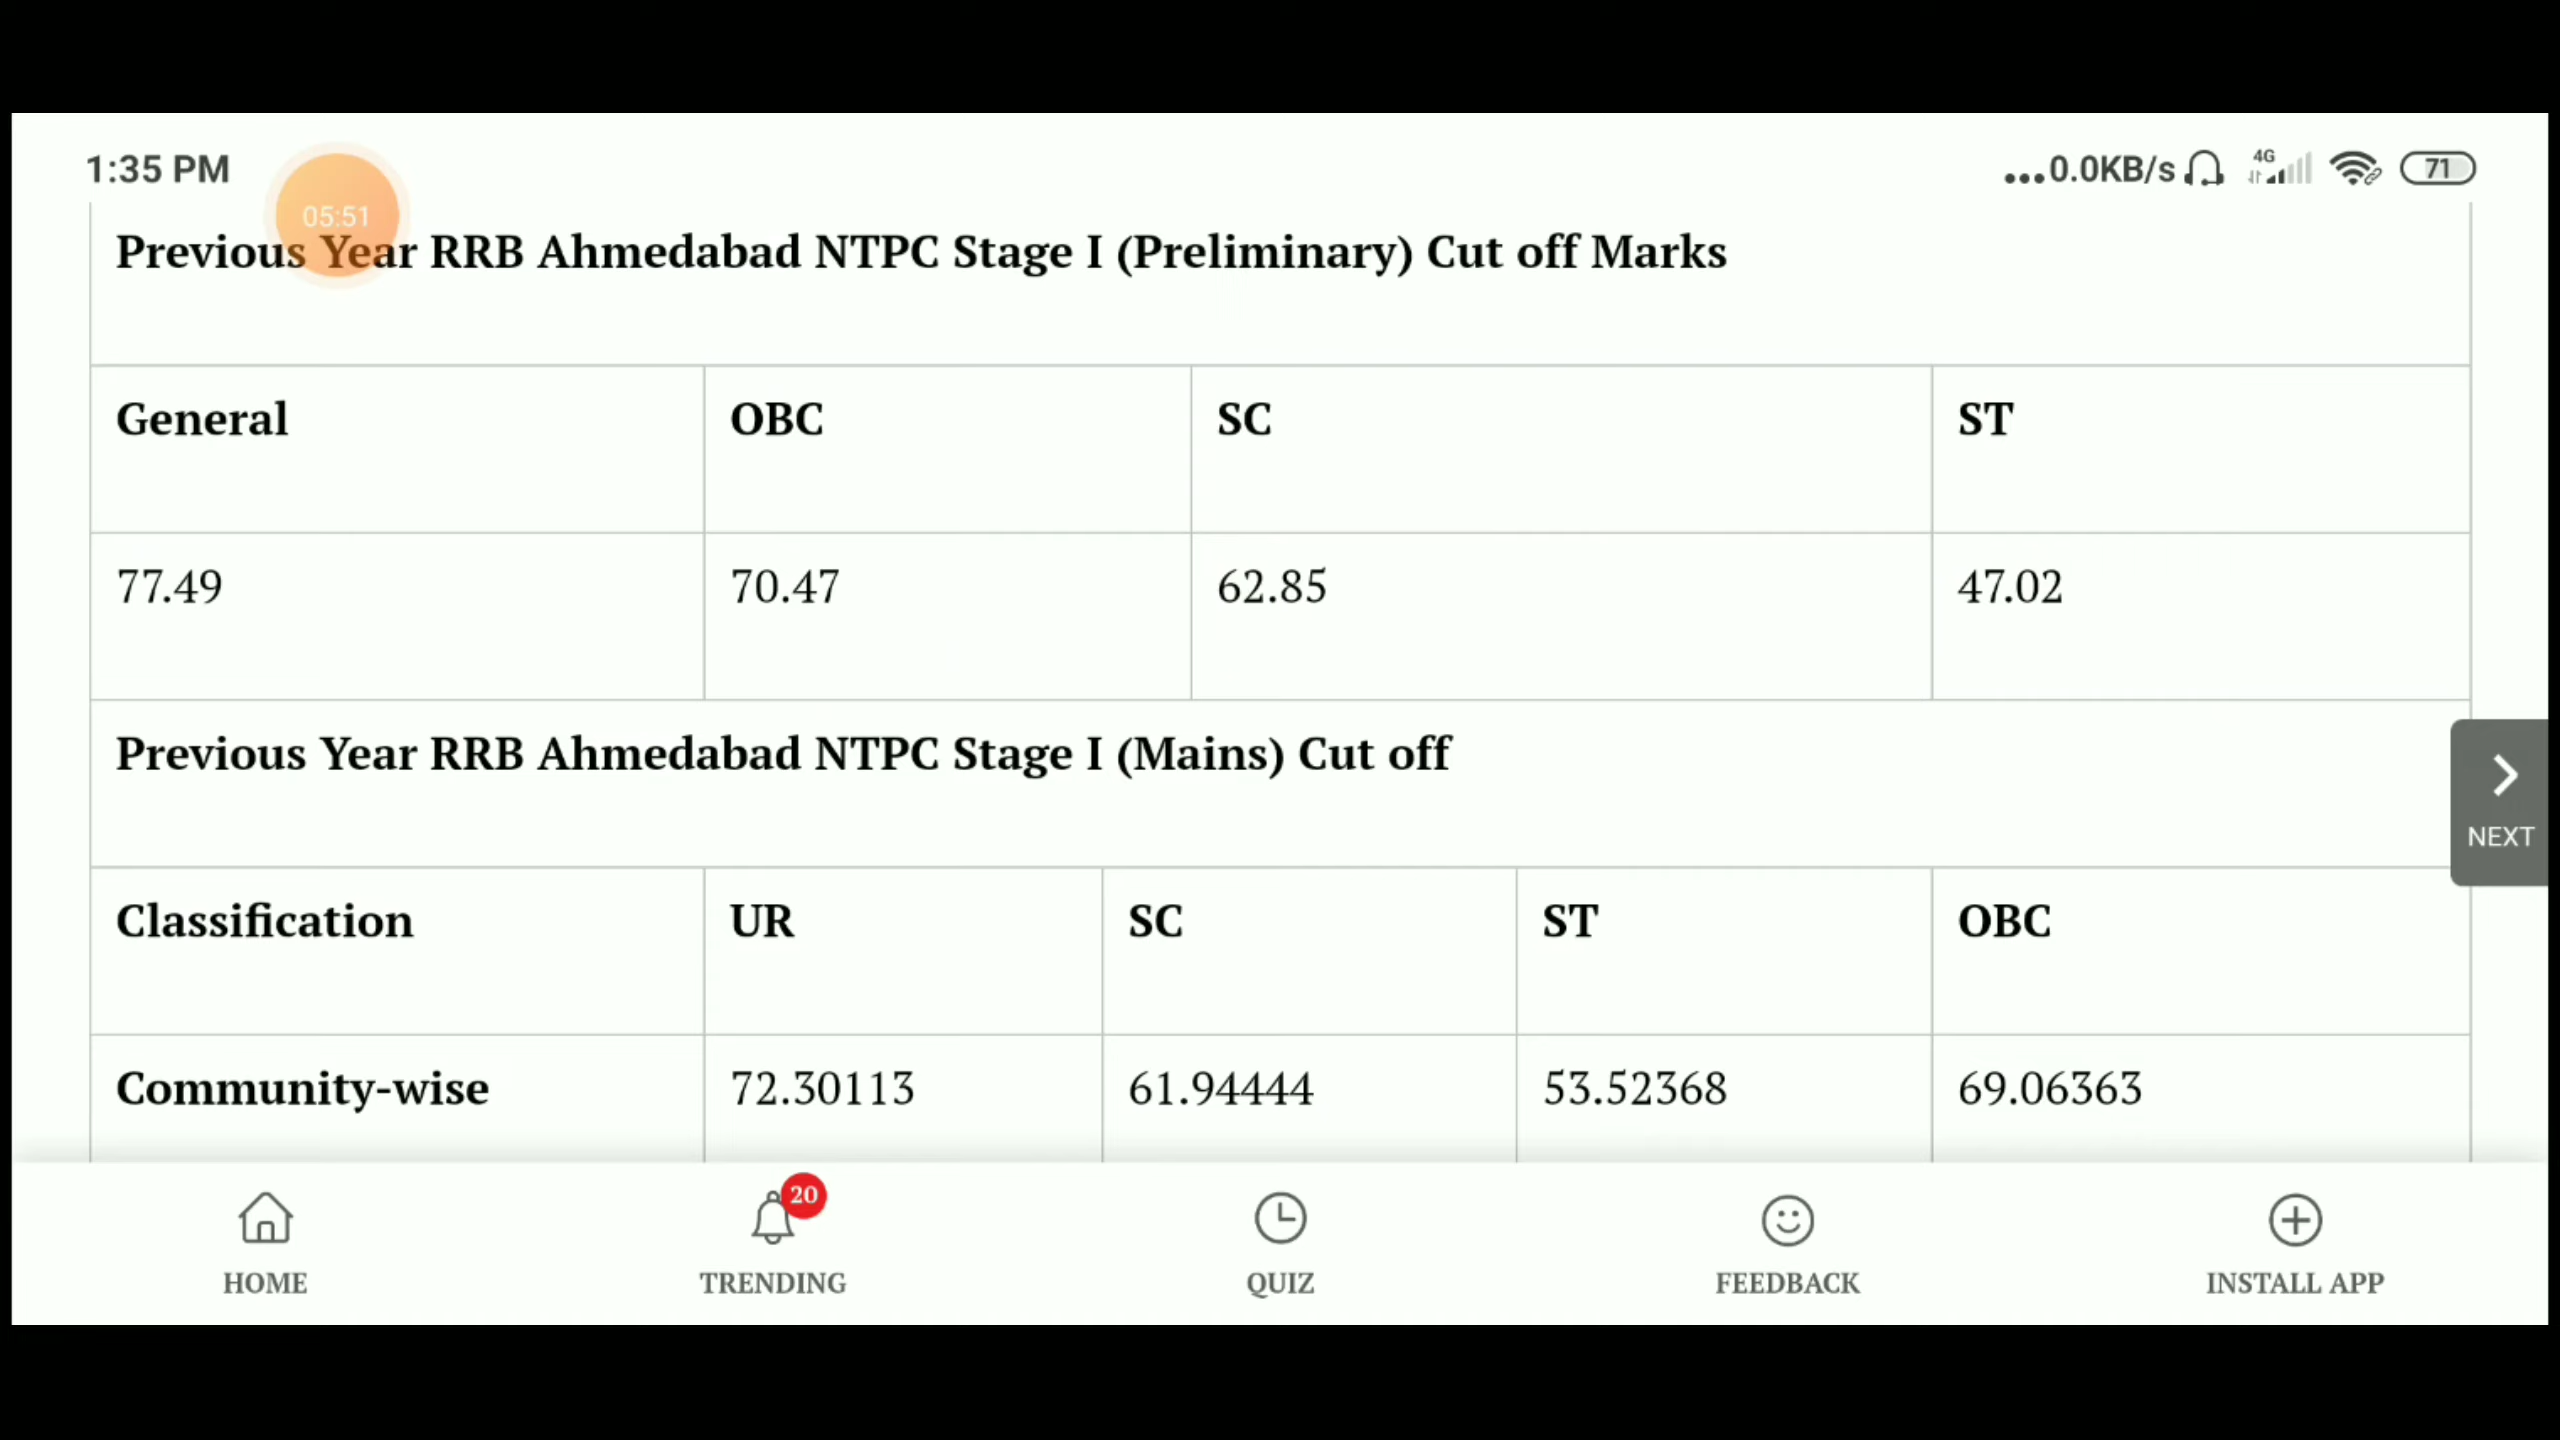 1:35 PM
05:51
...0.0KB/s 4G 71
Previous Year RRB Ahmedabad NTPC Stage I (Preliminary) Cut off Marks
General OBC SC ST
77.49 70.47 62.85 47.02
Previous Year RRB Ahmedabad NTPC Stage I (Mains) Cut off
NEXT
Classification UR SC ST OBC
Community-wise 72.30113 61.94444 53.52368 69.06363
20
HOME TRENDING QUIZ FEEDBACK INSTALL APP